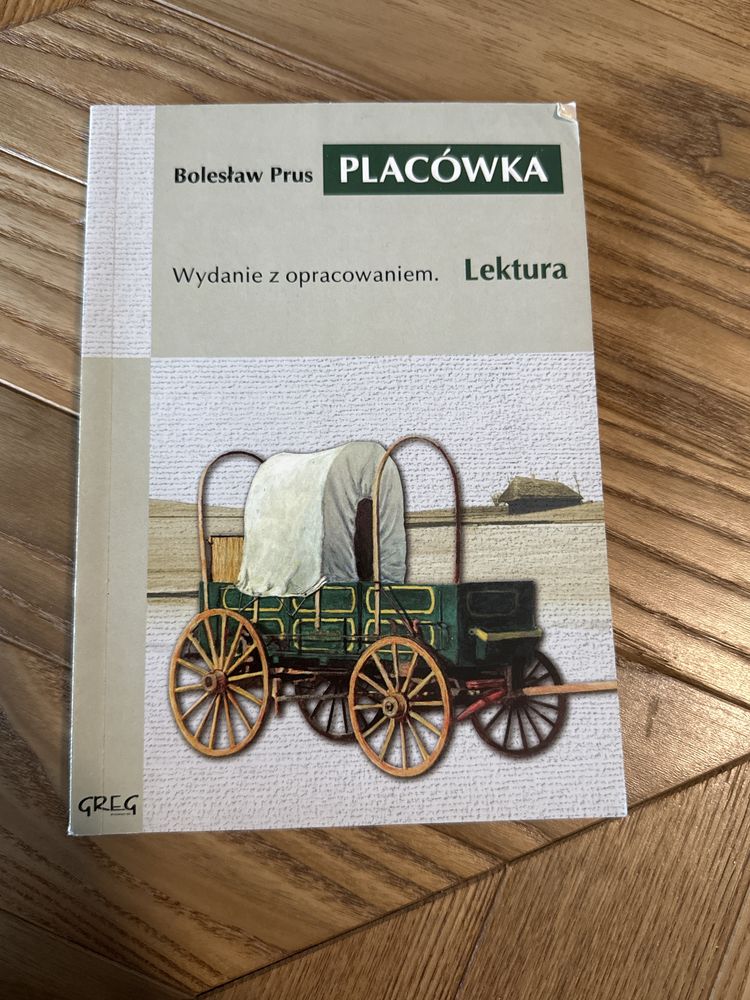 Bolesław Prus PLACÓWKA
Wydanie z opracowaniem. Lektura
GREG